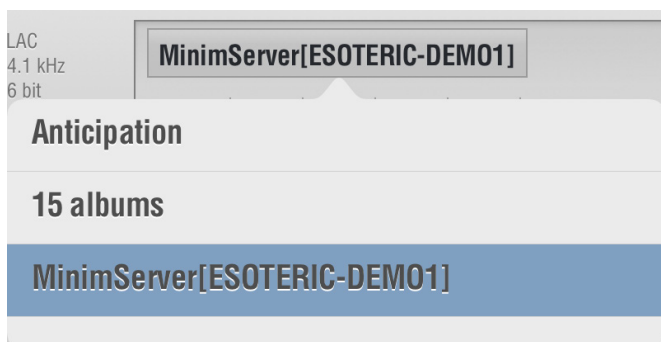 LAC
4.1 kHz
6 bit
MinimServer[ESOTERIC-DEMO1]
Anticipation
15 albums
MinimServer[ESOTERIC-DEMO1]